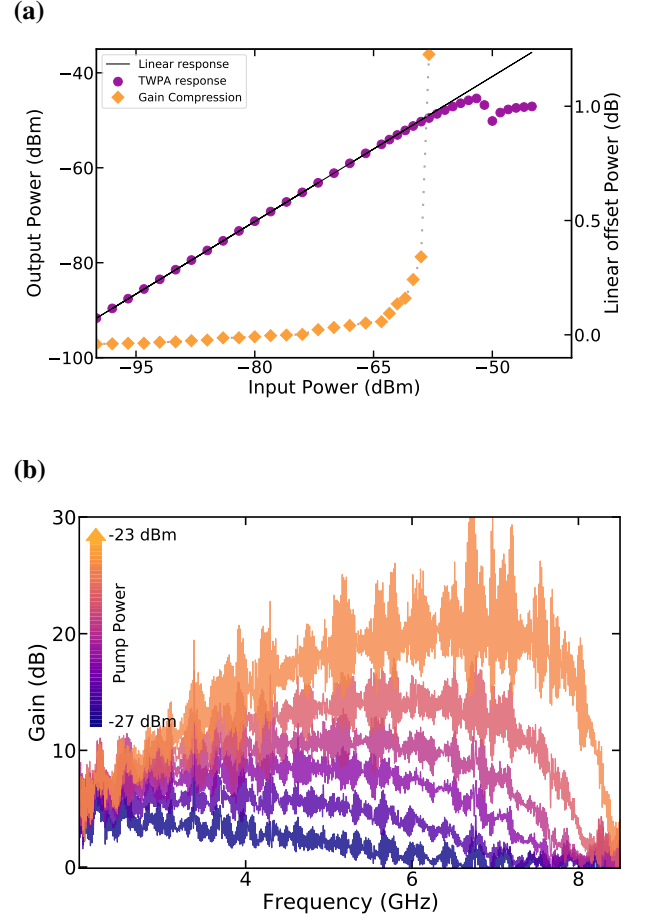 (a)
Linear response
TWPA response
Gain Compression
−40
−60
−80
−100
Output Power (dBm)
1.0
0.5
0.0
Linear offset Power (dB)
−95 −80 −65 −50
Input Power (dBm)
(b)
30
20
10
0
Gain (dB)
-23 dBm
Pump Power
-27 dBm
4 6 8
Frequency (GHz)